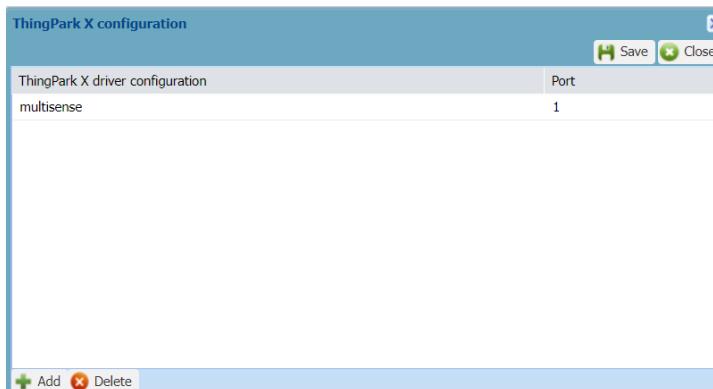 ThingPark X configuration
Save Close
ThingPark X driver configuration Port
multisense 1
Add Delete